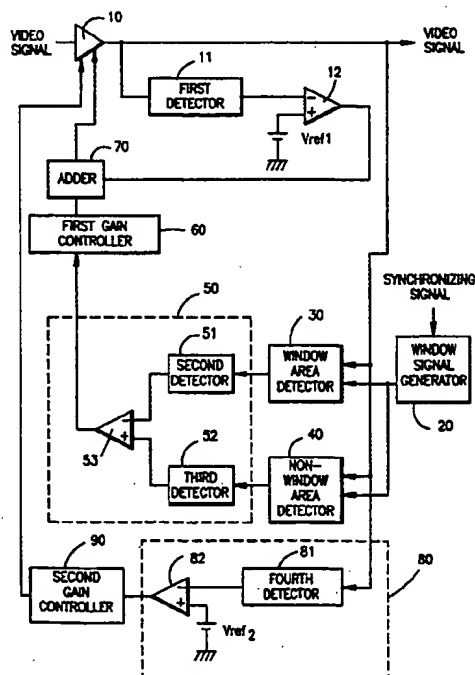 10
VIDEO
SIGNAL
VIDEO
SIGNAL
11
FIRST
DETECTOR
12
Vref1
70
ADDER
FIRST GAIN
CONTROLLER
60
SYNCHRONIZING
SIGNAL
50
51
SECOND
DETECTOR
30
WINDOW
AREA
DETECTOR
WINDOW
SIGNAL
GENERATOR
20
52
53
THIRD
DETECTOR
40
NON-
WINDOW
AREA
DETECTOR
90
SECOND
GAIN
CONTROLLER
82
81
FOURTH
DETECTOR
80
Vref2